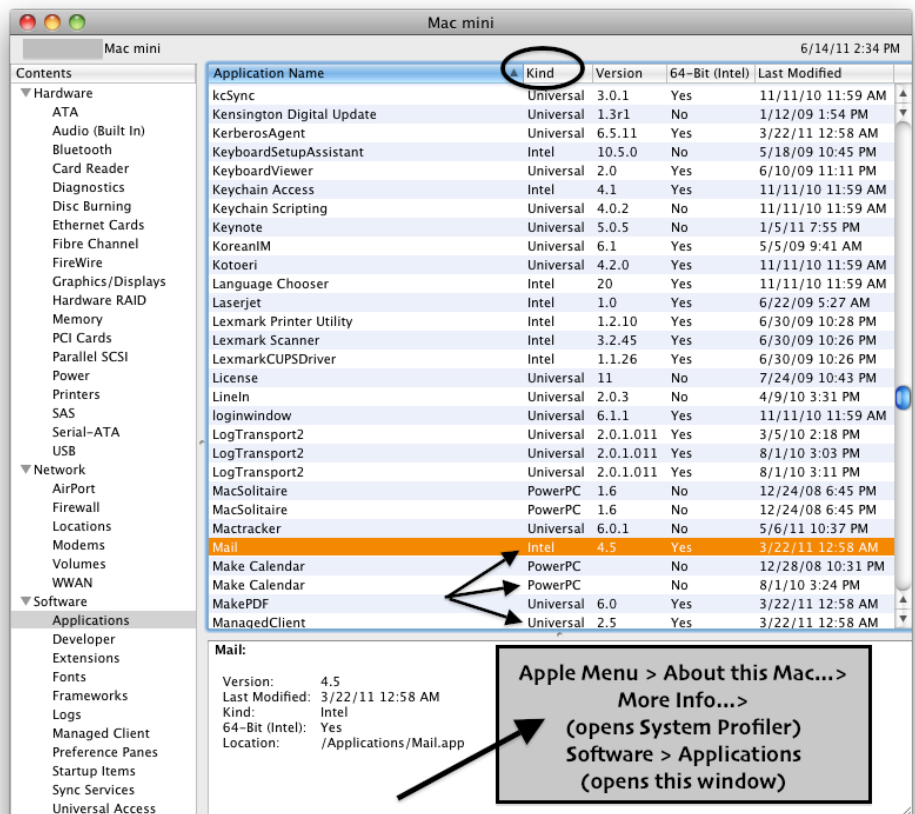 Mac mini
Mac mini 6/14/11 2:34 PM
Contents
Hardware
ATA
Audio (Built In)
Bluetooth
Card Reader
Diagnostics
Disc Burning
Ethernet Cards
Fibre Channel
FireWire
Graphics/Displays
Hardware RAID
Memory
PCI Cards
Parallel SCSI
Power
Printers
SAS
Serial-ATA
USB
Network
AirPort
Firewall
Locations
Modems
Volumes
WWAN
Software
Applications
Developer
Extensions
Fonts
Frameworks
Logs
Managed Client
Preference Panes
Startup Items
Sync Services
Universal Access
Application Name Kind Version 64-Bit (Intel) Last Modified
kcSync Universal 3.0.1 Yes 11/11/10 11:59 AM
Kensington Digital Update Universal 1.3r1 No 1/12/09 1:54 PM
KerberosAgent Universal 6.5.11 Yes 3/22/11 12:58 AM
KeyboardSetupAssistant Intel 10.5.0 No 5/18/09 10:45 PM
KeyboardViewer Universal 2.0 Yes 6/10/09 11:11 PM
Keychain Access Intel 4.1 Yes 11/11/10 11:59 AM
Keychain Scripting Universal 4.0.2 No 11/11/10 11:59 AM
Keynote Universal 5.0.5 No 1/5/11 7:55 PM
KoreanIM Universal 6.1 Yes 5/5/09 9:41 AM
Kotoeri Universal 4.2.0 Yes 11/11/10 11:59 AM
Language Chooser Intel 20 Yes 11/11/10 11:59 AM
Laserjet Intel 1.0 Yes 6/22/09 5:27 AM
Lexmark Printer Utility Intel 1.2.10 Yes 6/30/09 10:28 PM
Lexmark Scanner Intel 3.2.45 Yes 6/30/09 10:26 PM
LexmarkCUPSDriver Intel 1.1.26 Yes 6/30/09 10:26 PM
License Universal 11 No 7/24/09 10:43 PM
LineIn Universal 2.0.3 No 4/9/10 3:31 PM
loginwindow Universal 6.1.1 Yes 11/11/10 11:59 AM
LogTransport2 Universal 2.0.1.011 Yes 3/5/10 2:18 PM
LogTransport2 Universal 2.0.1.011 Yes 8/1/10 3:03 PM
LogTransport2 Universal 2.0.1.011 Yes 8/1/10 3:11 PM
MacSolitaire PowerPC 1.6 No 12/24/08 6:45 PM
MacSolitaire PowerPC 1.6 No 12/24/08 6:45 PM
Mactracker Universal 6.0.1 No 5/6/11 10:37 PM
Mail Intel 4.5 Yes 3/22/11 12:58 AM
Make Calendar PowerPC No 12/28/08 10:31 PM
Make Calendar PowerPC No 8/1/10 3:24 PM
MakePDF Universal 6.0 Yes 3/22/11 12:58 AM
ManagedClient Universal 2.5 Yes 3/22/11 12:58 AM
Mail:
Version: 4.5
Last Modified: 3/22/11 12:58 AM
Kind: Intel
64-Bit (Intel): Yes
Location: /Applications/Mail.app
Apple Menu > About this Mac...>
More Info...>
(opens System Profiler)
Software > Applications
(opens this window)